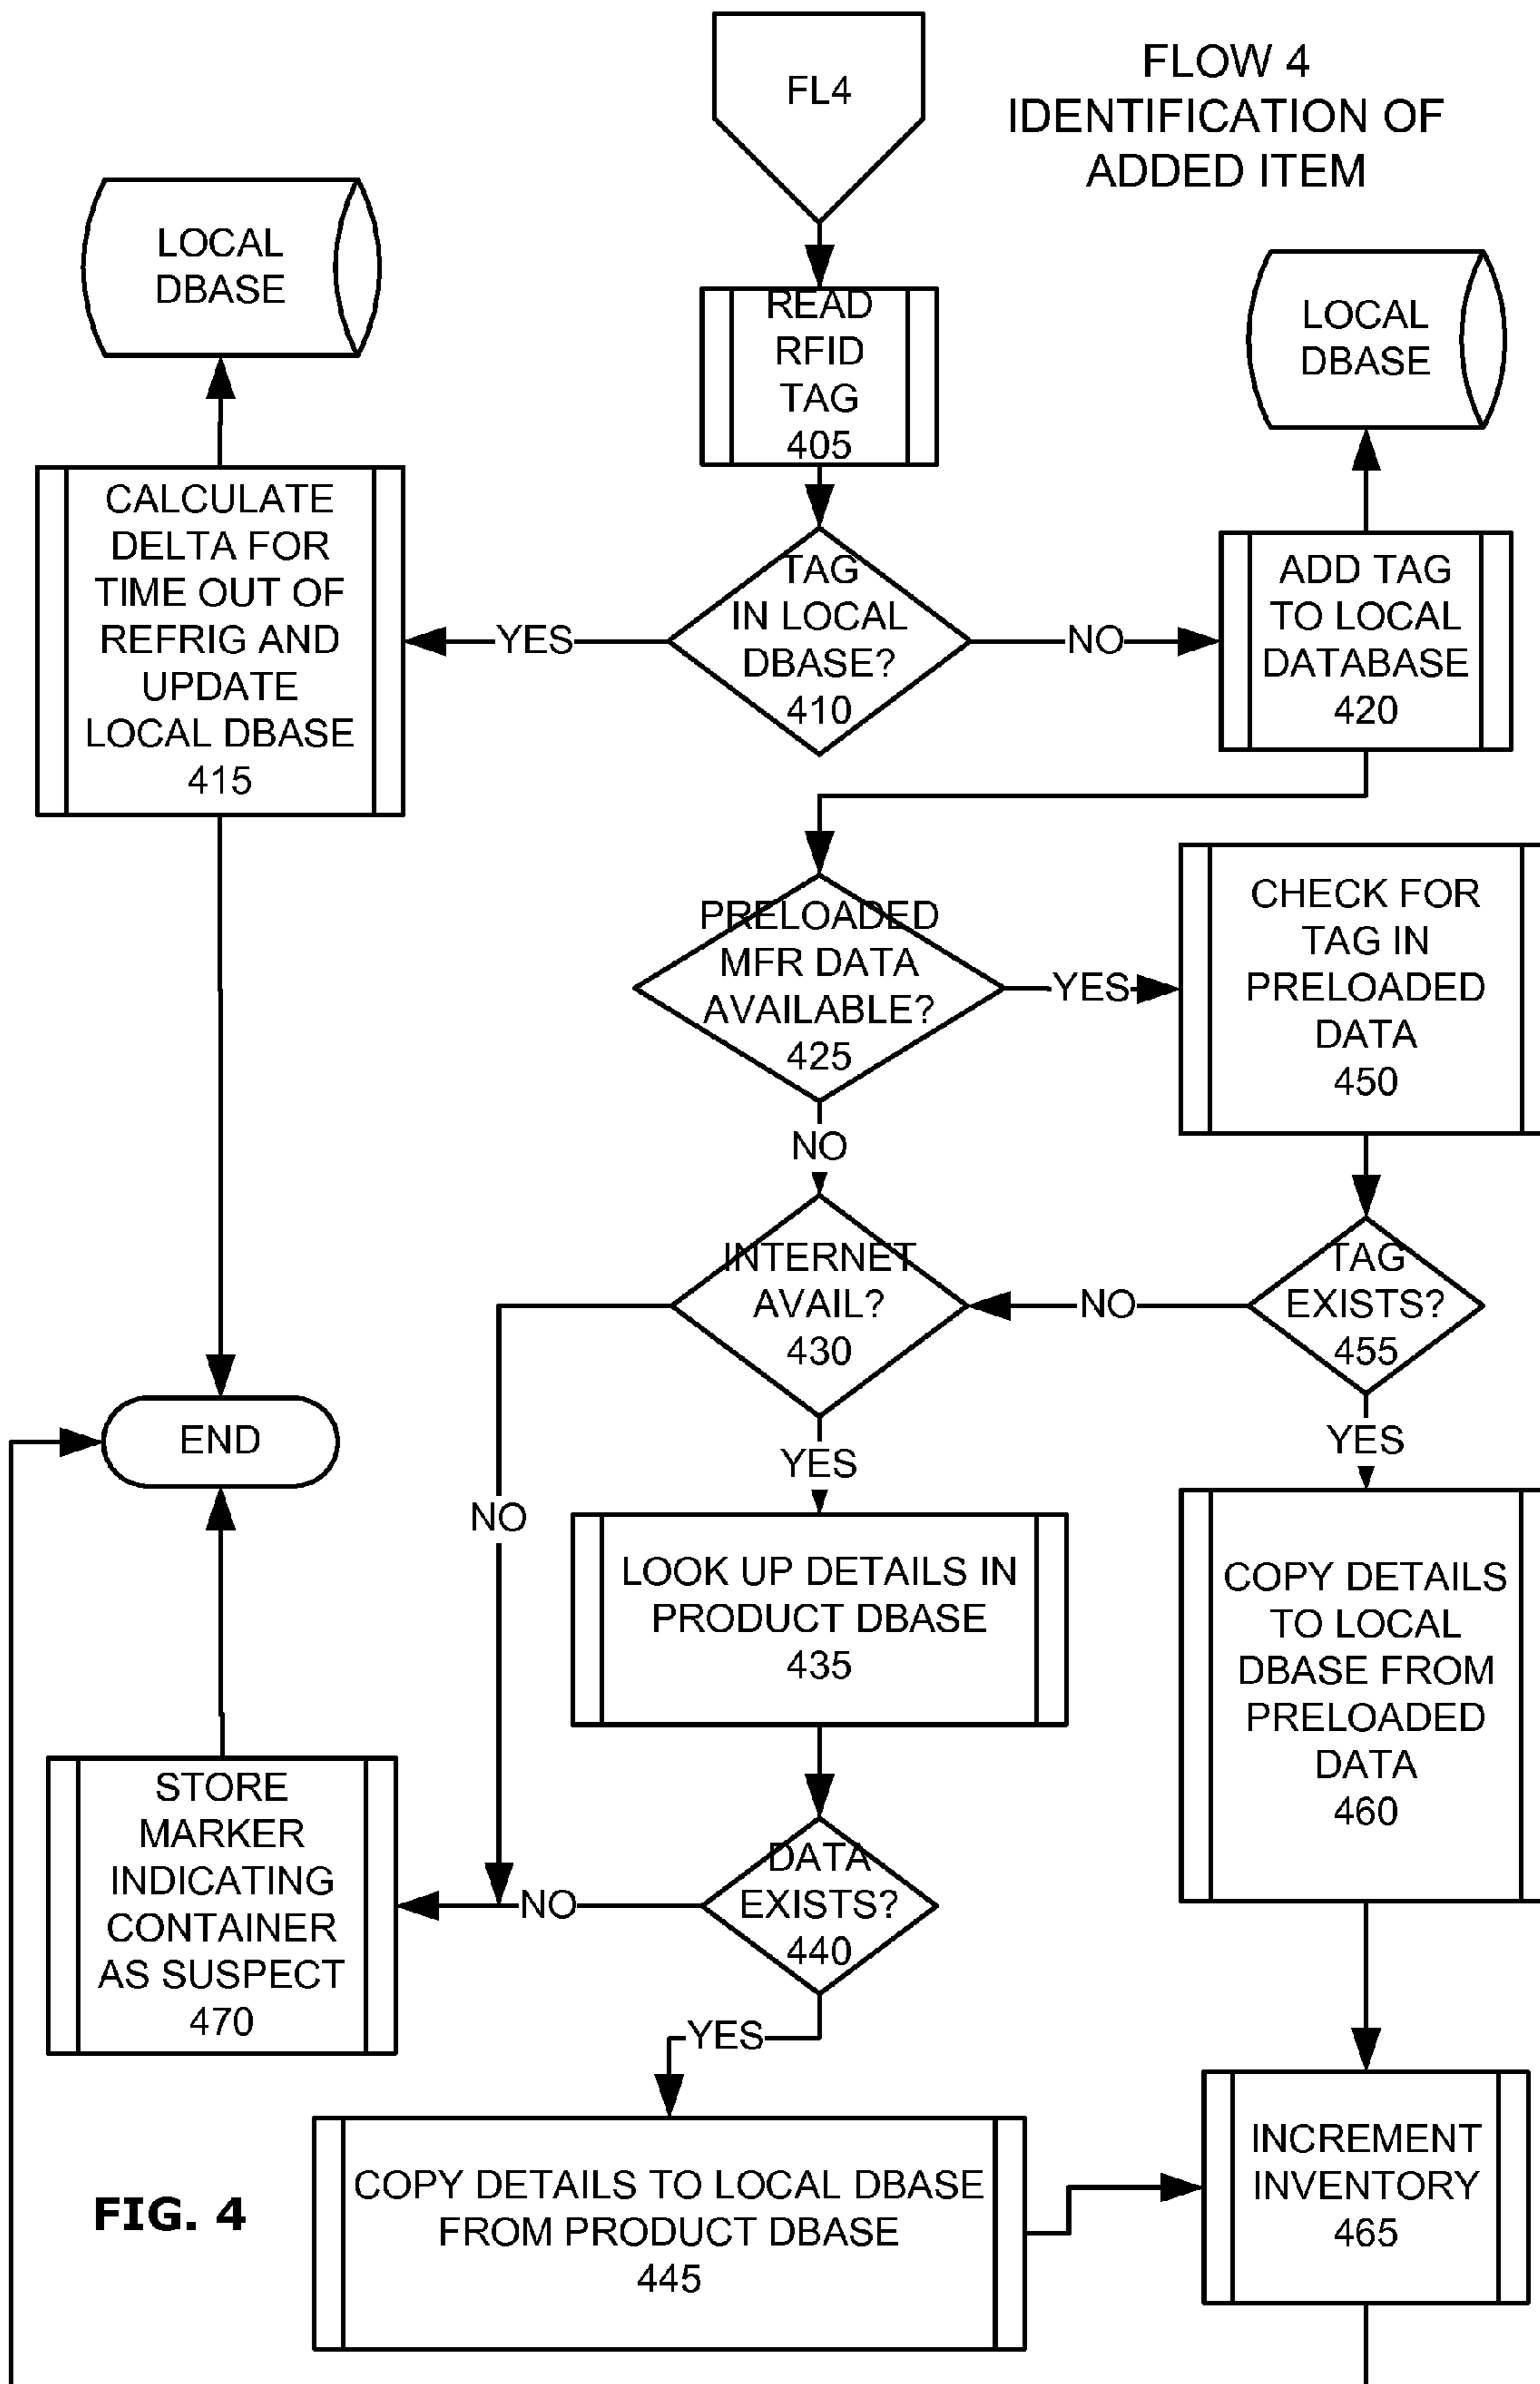 FL4
FLOW 4
IDENTIFICATION OF
ADDED ITEM
LOCAL
DBASE
READ
RFID
TAG
405
LOCAL
DBASE
CALCULATE
DELTA FOR
TIME OUT OF
REFRIG AND
UPDATE
LOCAL DBASE
415
YES
TAG
IN LOCAL
DBASE?
410
NO
ADD TAG
TO LOCAL
DATABASE
420
PRELOADED
MFR DATA
AVAILABLE?
425
YES
CHECK FOR
TAG IN
PRELOADED
DATA
450
NO
INTERNET
AVAIL?
430
NO
TAG
EXISTS?
455
END
YES
YES
NO
LOOK UP DETAILS IN
PRODUCT DBASE
435
COPY DETAILS
TO LOCAL
DBASE FROM
PRELOADED
DATA
460
STORE
MARKER
INDICATING
CONTAINER
AS SUSPECT
470
NO
DATA
EXISTS?
440
YES
COPY DETAILS TO LOCAL DBASE
FROM PRODUCT DBASE
445
INCREMENT
INVENTORY
465
FIG. 4